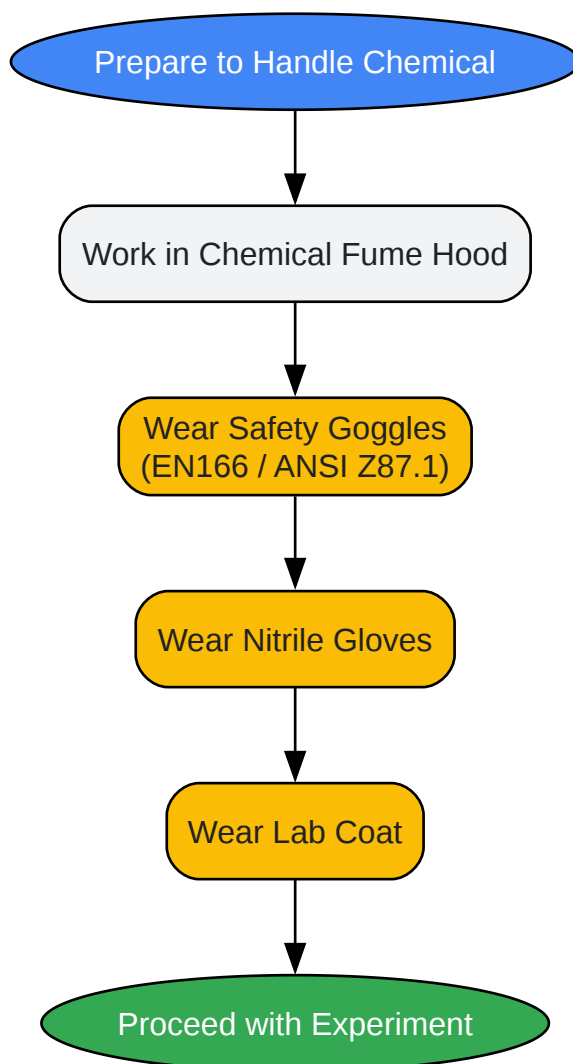 Prepare to Handle Chemical
Work in Chemical Fume Hood
Wear Safety Goggles
(EN166 / ANSI Z87.1)
Wear Nitrile Gloves
Wear Lab Coat
Proceed with Experiment